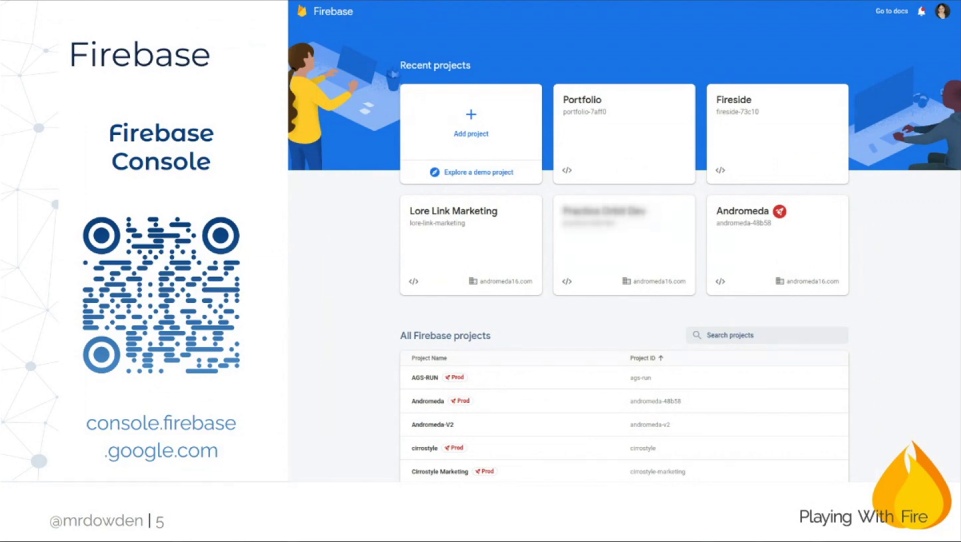 Firebase
Firebase
Console
console.firebase
.google.com
@mrdowden | 5
Firebase
Go to docs
Recent projects
Add project
Explore a demo project
Portfolio
portfolio-7aff0
Fireside
fireside-73c10
Lore Link Marketing
lore-link-marketing
andromeda16.com
andromeda16.com
Andromeda
andromeda-48b58
andromeda16.com
All Firebase projects
Search projects
Project Name Project ID
AGS-RUN Prod ags-run
Andromeda Prod andromeda-48b58
Andromeda-V2 andromeda-v2
cirrostyle Prod cirrostyle
Cirrostyle Marketing Prod cirrostyle-marketing
Playing With Fire